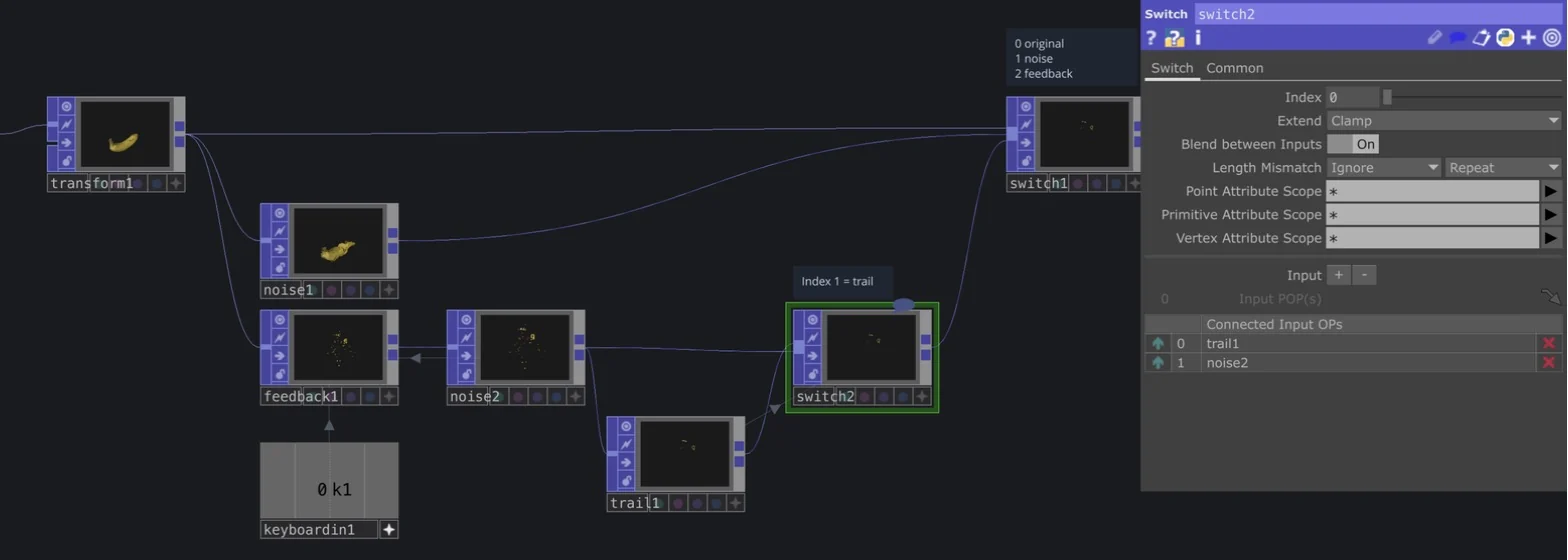 0 original
1 noise
2 feedback
transform1
switch1
noise1
Index 1 = trail
feedback1
noise2
switch2
trail1
0 k1
keyboardin1
Switch switch2
? ? i
Switch Common
Index 0
Extend Clamp
Blend between Inputs On
Length Mismatch Ignore Repeat
Point Attribute Scope *
Primitive Attribute Scope *
Vertex Attribute Scope *
Input + -
0 Input POP(s)
Connected Input OPs
0 trail1
1 noise2